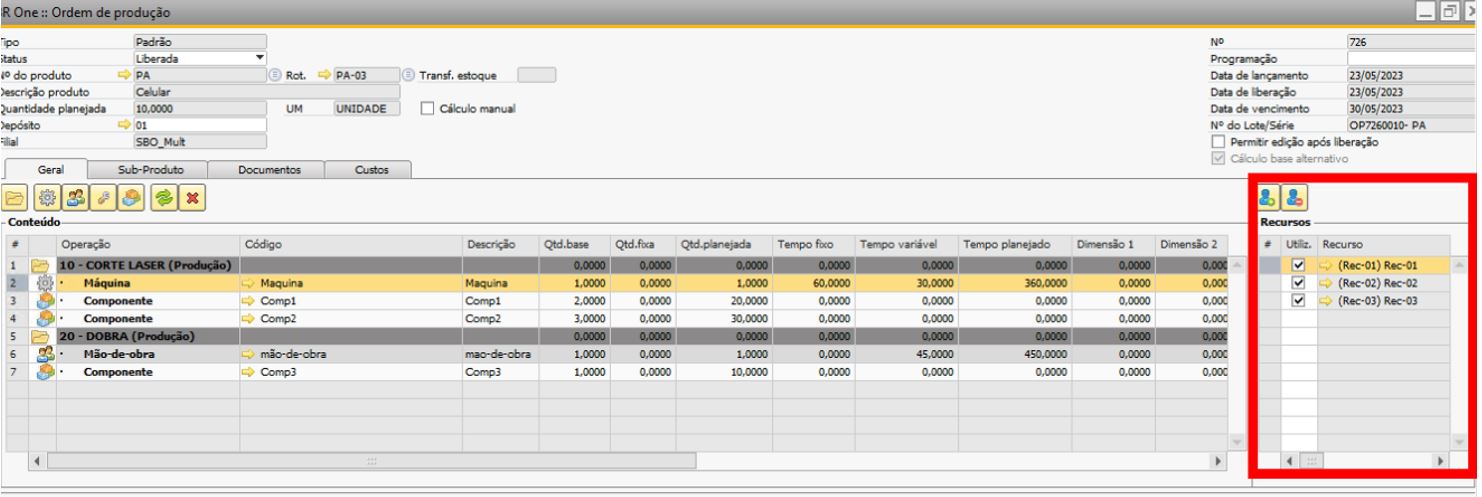 R One :: Ordem de produção
Tipo Padrão Nº 726
Status Liberada Programação
Nº do produto PA Rot. PA-03 Transf. estoque Data de lançamento 23/05/2023
Descrição produto Celular Data de liberação 23/05/2023
Quantidade planejada 10,0000 UM UNIDADE Cálculo manual Data de vencimento 30/05/2023
Depósito 01 Nº do Lote/Série OP7260010- PA
Filial SBO_Mult Permitir edição após liberação
Cálculo base alternativo
Geral Sub-Produto Documentos Custos
Conteúdo Recursos
# Operação Código Descrição Qtd.base Qtd.fixa Qtd.planejada Tempo fixo Tempo variável Tempo planejado Dimensão 1 Dimensão 2 # Utiliz. Recurso
1 10 - CORTE LASER (Produção) 0,0000 0,0000 0,0000 0,0000 0,0000 0,0000 0,0000 0,000 (Rec-01) Rec-01
2 Máquina Maquina Maquina 1,0000 0,0000 1,0000 60,0000 30,0000 360,0000 0,0000 0,000 (Rec-02) Rec-02
3 Componente Comp1 Comp1 2,0000 0,0000 20,0000 0,0000 0,0000 0,0000 0,0000 0,000 (Rec-03) Rec-03
4 Componente Comp2 Comp2 3,0000 0,0000 30,0000 0,0000 0,0000 0,0000 0,0000 0,000
5 20 - DOBRA (Produção) 0,0000 0,0000 0,0000 0,0000 0,0000 0,0000 0,0000 0,000
6 Mão-de-obra mão-de-obra mao-de-obra 1,0000 0,0000 1,0000 0,0000 45,0000 450,0000 0,0000 0,000
7 Componente Comp3 Comp3 1,0000 0,0000 10,0000 0,0000 0,0000 0,0000 0,0000 0,000